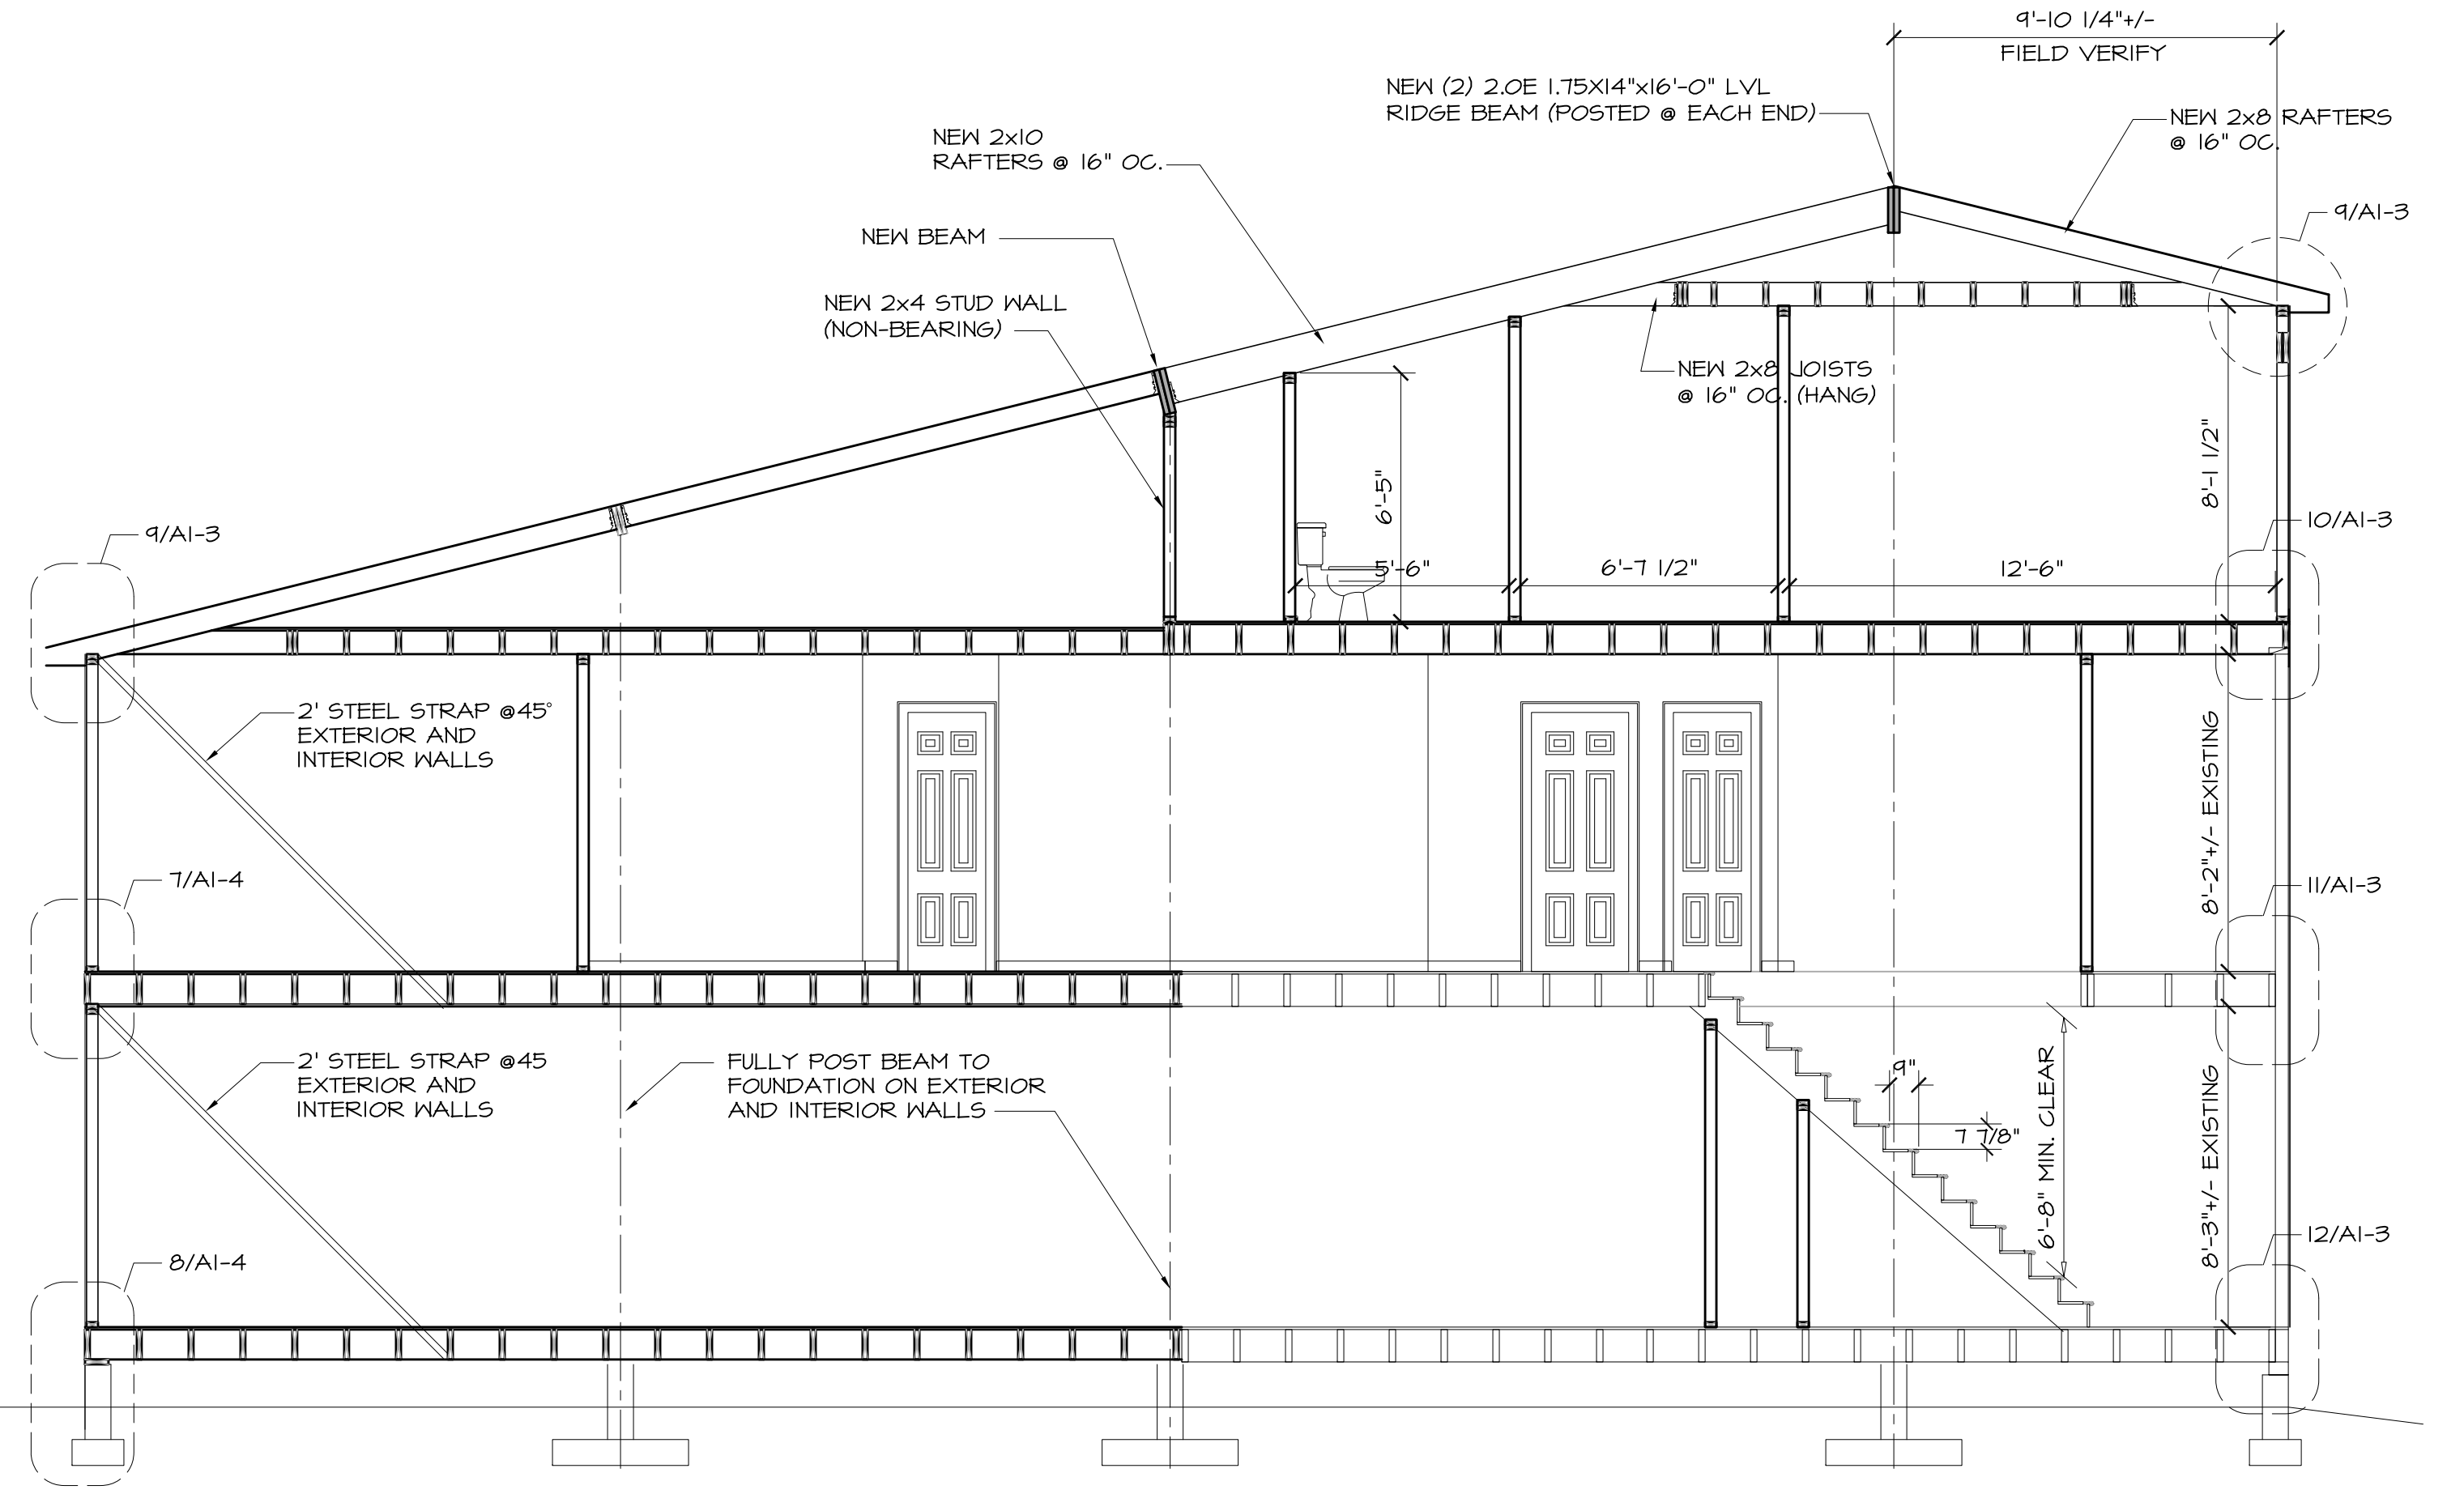 9'-10 1/4"+/-
FIELD VERIFY
NEW (2) 2.0E 1.75X14"x16'-0" LVL
RIDGE BEAM (POSTED @ EACH END)
NEW 2x8 RAFTERS
@ 16" OC.
NEW 2x10
RAFTERS @ 16" OC.
9/A1-3
NEW BEAM
NEW 2x4 STUD WALL
(NON-BEARING)
NEW 2x8 JOISTS
@ 16" OC. (HANG)
8'-1 1/2"
6'-5"
9/A1-3
10/A1-3
5'-6"
6'-7 1/2"
12'-6"
2' STEEL STRAP @45°
EXTERIOR AND
INTERIOR WALLS
8'-2"+/- EXISTING
7/A1-4
11/A1-3
2' STEEL STRAP @45
EXTERIOR AND
INTERIOR WALLS
FULLY POST BEAM TO
FOUNDATION ON EXTERIOR
AND INTERIOR WALLS
9"
7 7/8"
6'-8" MIN. CLEAR
8'-3"+/- EXISTING
8/A1-4
12/A1-3